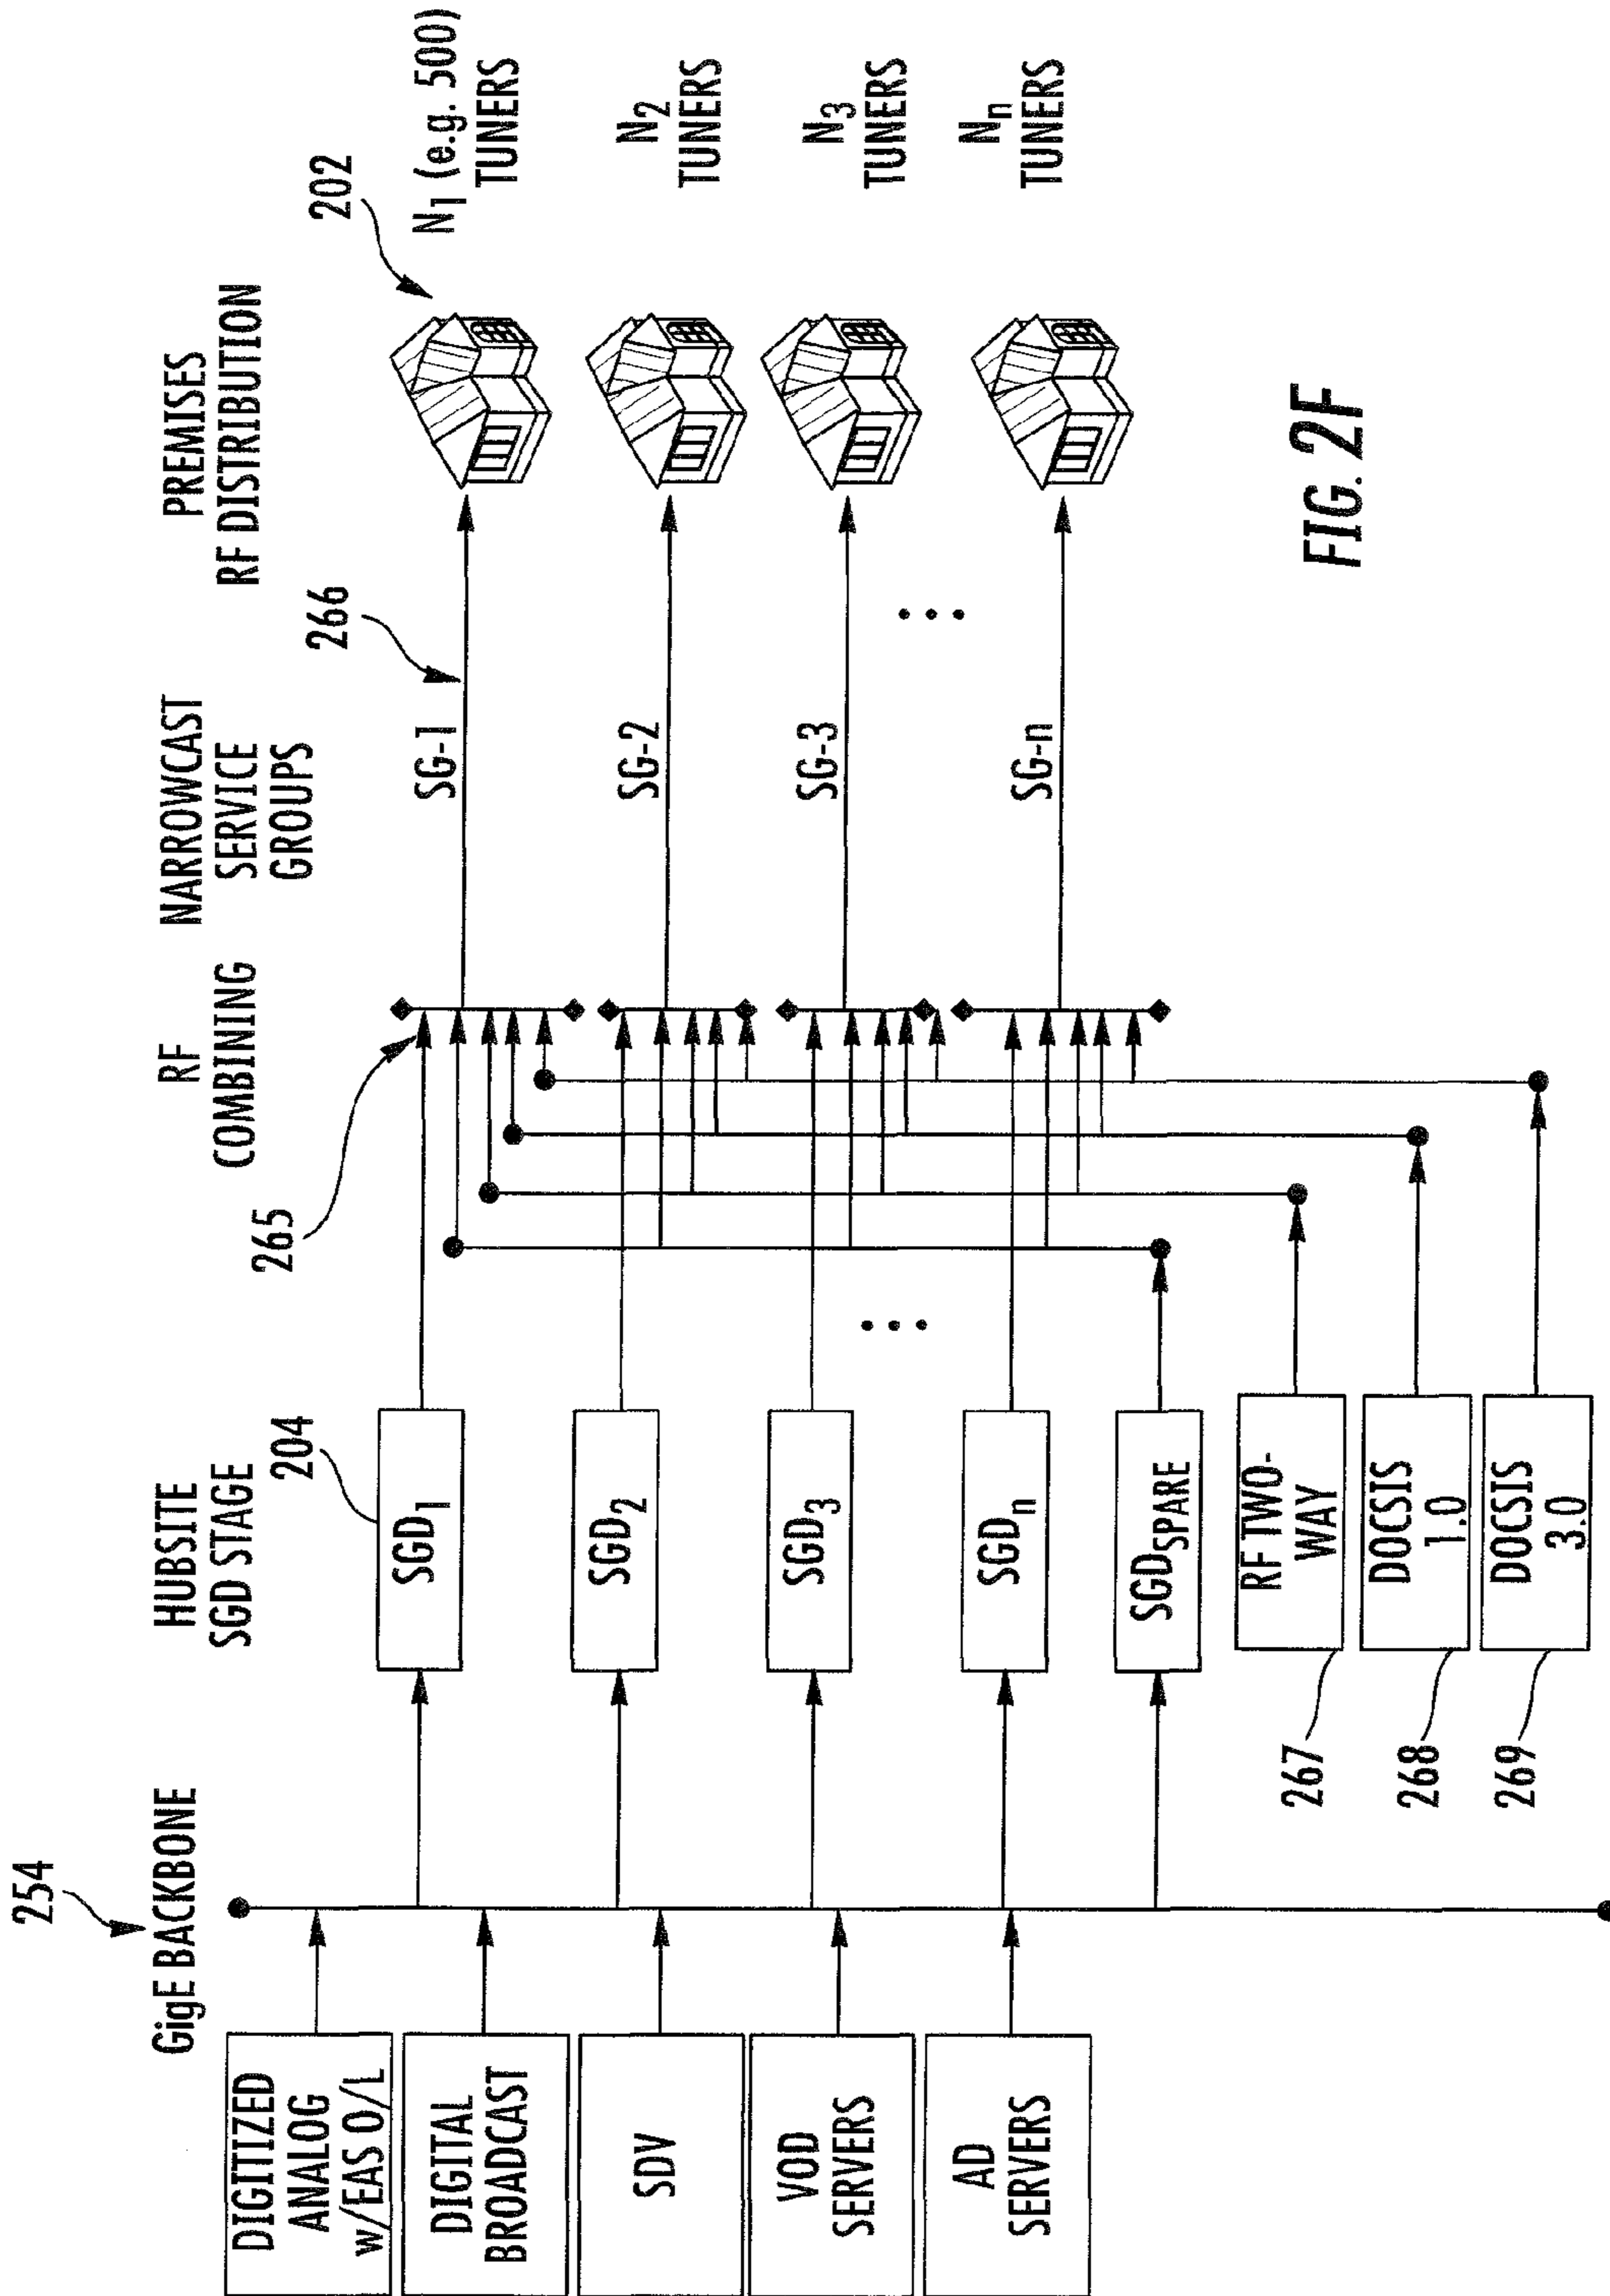 254
GigE BACKBONE
HUBSITE
SGD STAGE
RF
COMBINING
NARROWCAST
SERVICE
GROUPS
PREMISES
RF DISTRIBUTION
DIGITIZED
ANALOG
w/EAS O/L
DIGITAL
BROADCAST
SDV
VOD
SERVERS
AD
SERVERS
204
SGD1
SGD2
SGD3
SGDn
SGDSPARE
RF TWO-
WAY
DOCSIS
1.0
DOCSIS
3.0
267
268
269
...
265
SG-1
SG-2
SG-3
SG-n
266
...
202
N1 (e.g. 500)
TUNERS
N2
TUNERS
N3
TUNERS
Nn
TUNERS
FIG. 2F